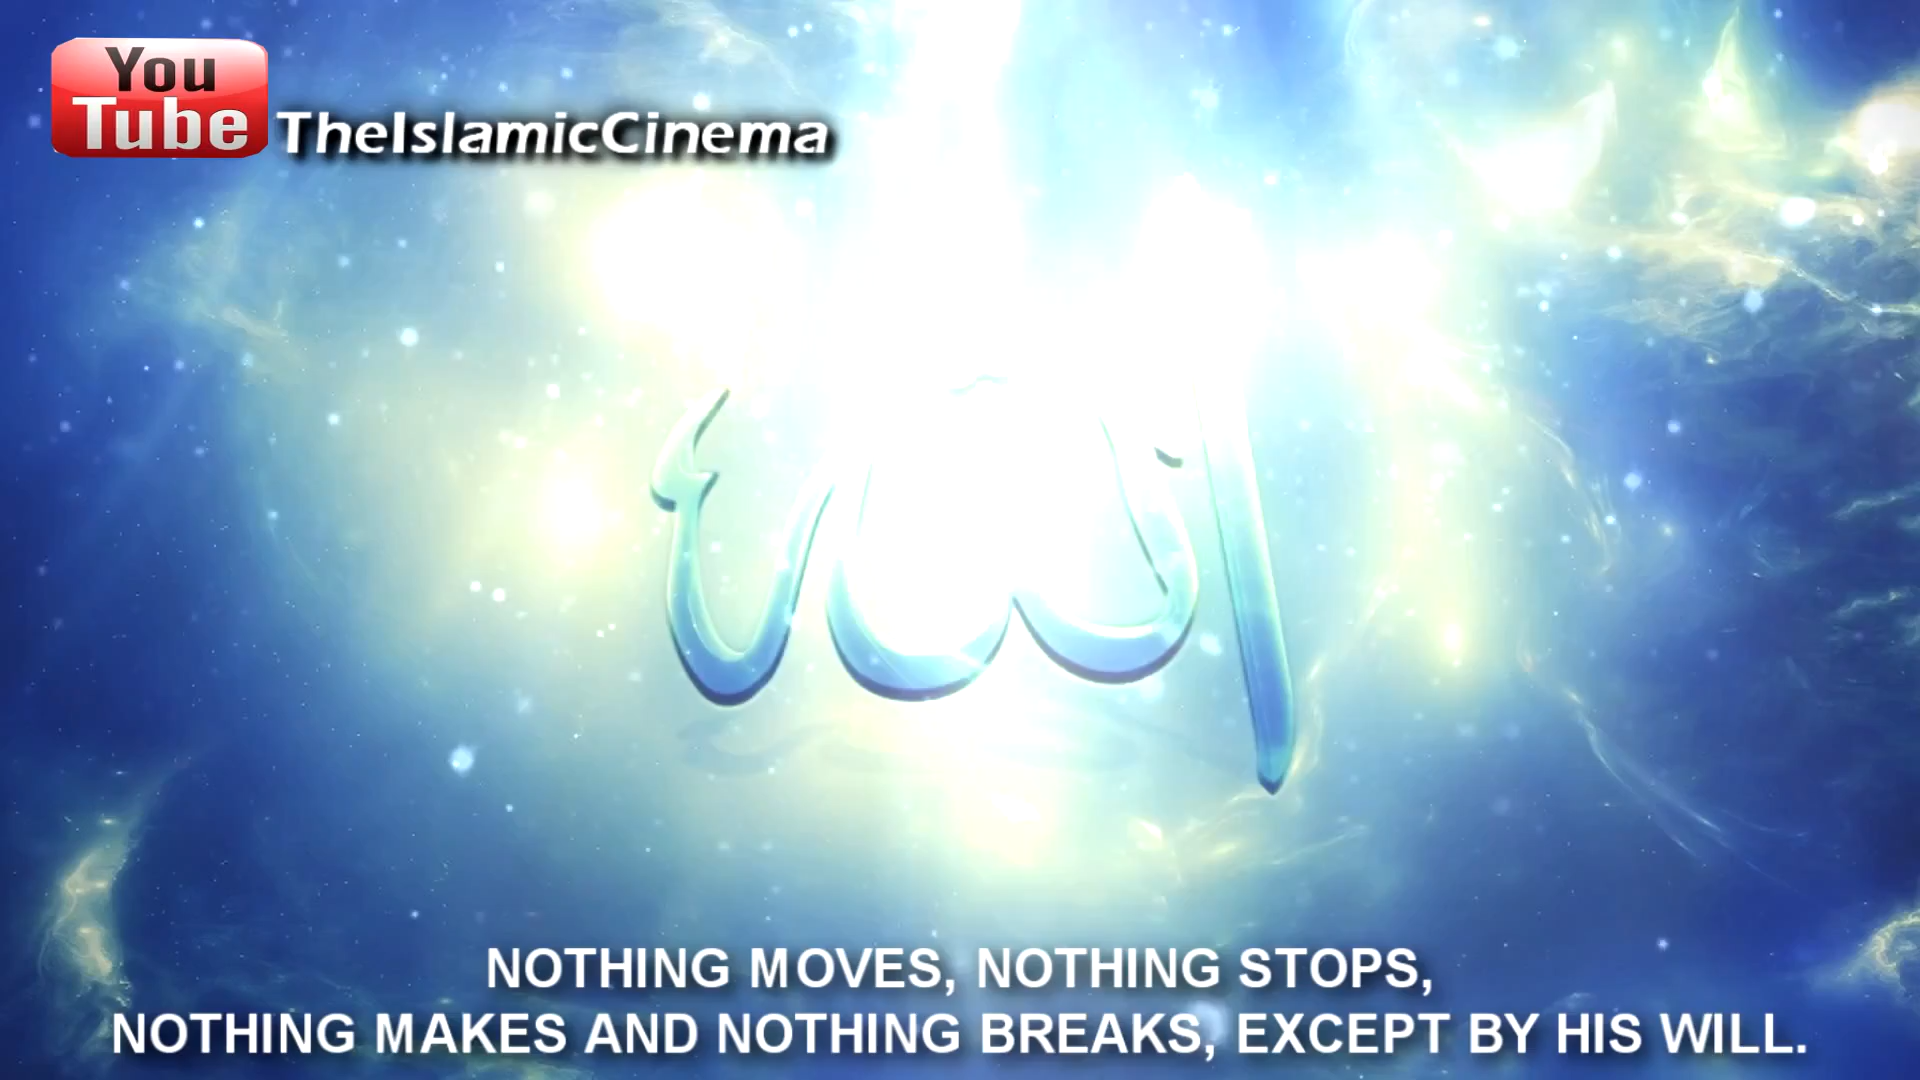 You
Tube
TheIslamicCinema
الله
NOTHING MOVES, NOTHING STOPS,
NOTHING MAKES AND NOTHING BREAKS, EXCEPT BY HIS WILL.